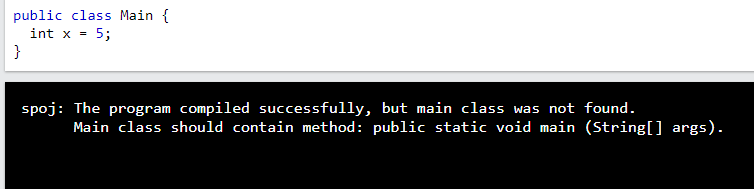 public class Main {
  int x = 5;
}
spoj: The program compiled successfully, but main class was not found.
      Main class should contain method: public static void main (String[] args).